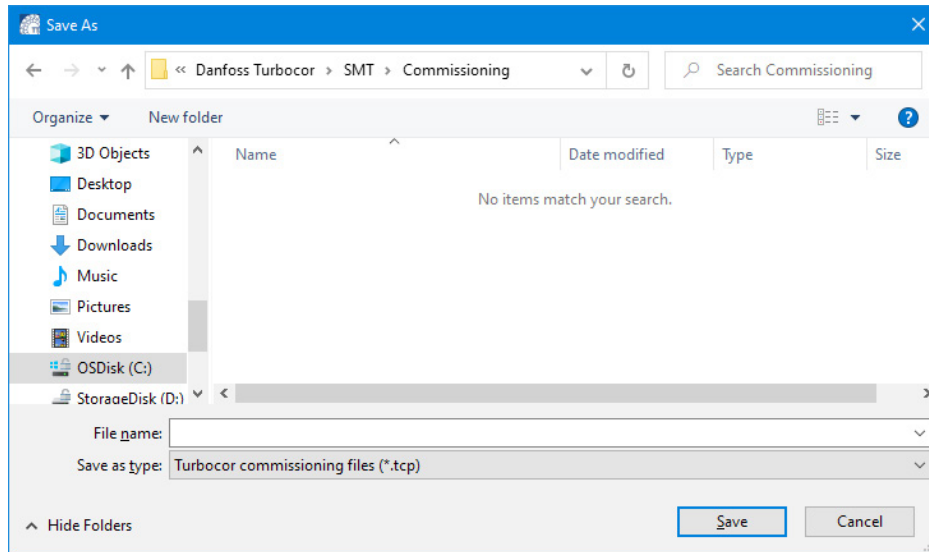 Save As
« Danfoss Turbocor > SMT > Commissioning
Search Commissioning
Organize
New folder
Name
Date modified
Type
Size
No items match your search.
3D Objects
Desktop
Documents
Downloads
Music
Pictures
Videos
OSDisk (C:)
StorageDisk (D:)
File name:
Save as type: Turbocor commissioning files (*.tcp)
Hide Folders
Save
Cancel